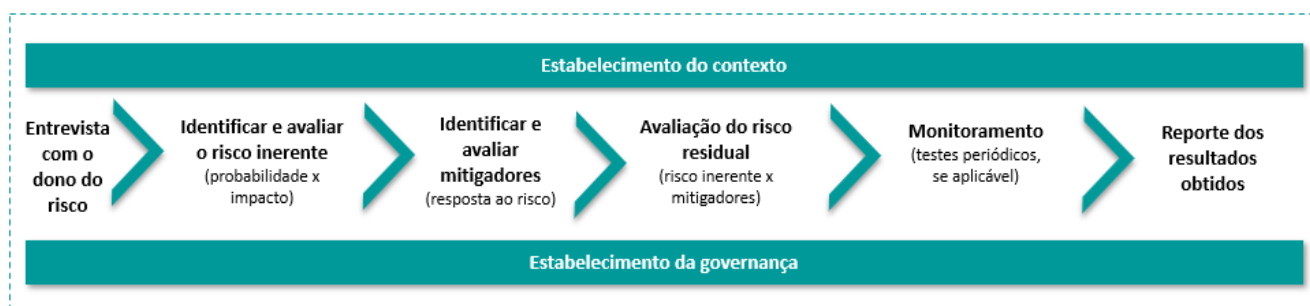 Estabelecimento do contexto
Entrevista
com o
dono do
risco
Identificar e avaliar
o risco inerente
(probabilidade x
impacto)
Identificar e
avaliar
mitigadores
(resposta ao risco)
Avaliação do risco
residual
(risco inerente x
mitigadores)
Monitoramento
(testes periódicos,
se aplicável)
Reporte dos
resultados
obtidos
Estabelecimento da governança